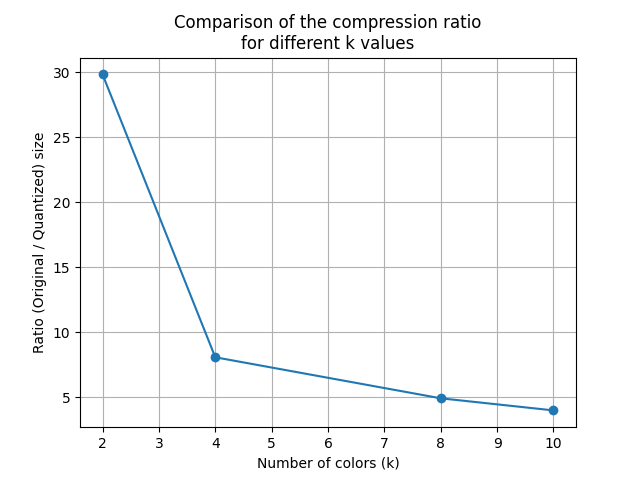 Comparison of the compression ratio
for different k values
30
25
20
15
10
5
Ratio (Original / Quantized) size
2 3 4 5 6 7 8 9 10
Number of colors (k)